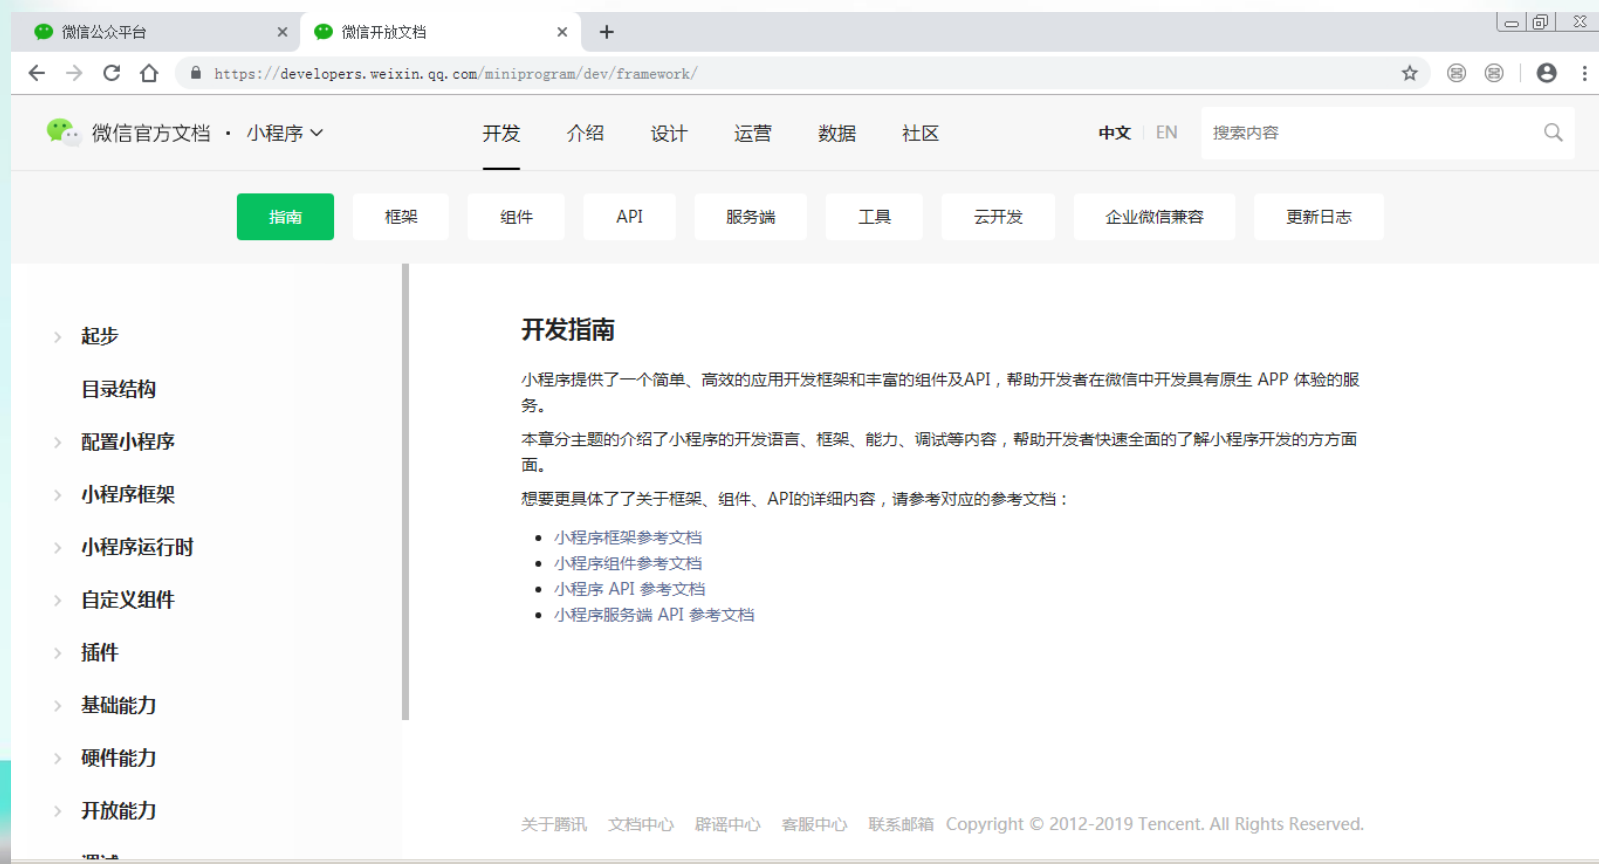 微信公众平台
微信开放文档
https://developers.weixin.qq.com/miniprogram/dev/framework/
微信官方文档 · 小程序
开发 介绍 设计 运营 数据 社区
中文 EN
搜索内容
指南 框架 组件 API 服务端 工具 云开发 企业微信兼容 更新日志
起步
目录结构
配置小程序
小程序框架
小程序运行时
自定义组件
插件
基础能力
硬件能力
开放能力
调试
开发指南
小程序提供了一个简单、高效的应用开发框架和丰富的组件及API，帮助开发者在微信中开发具有原生 APP 体验的服
务。
本章分主题的介绍了小程序的开发语言、框架、能力、调试等内容，帮助开发者快速全面的了解小程序开发的方方面
面。
想要更具体了了关于框架、组件、API的详细内容，请参考对应的参考文档：
• 小程序框架参考文档
• 小程序组件参考文档
• 小程序 API 参考文档
• 小程序服务端 API 参考文档
关于腾讯 文档中心 辟谣中心 客服中心 联系邮箱 Copyright © 2012-2019 Tencent. All Rights Reserved.